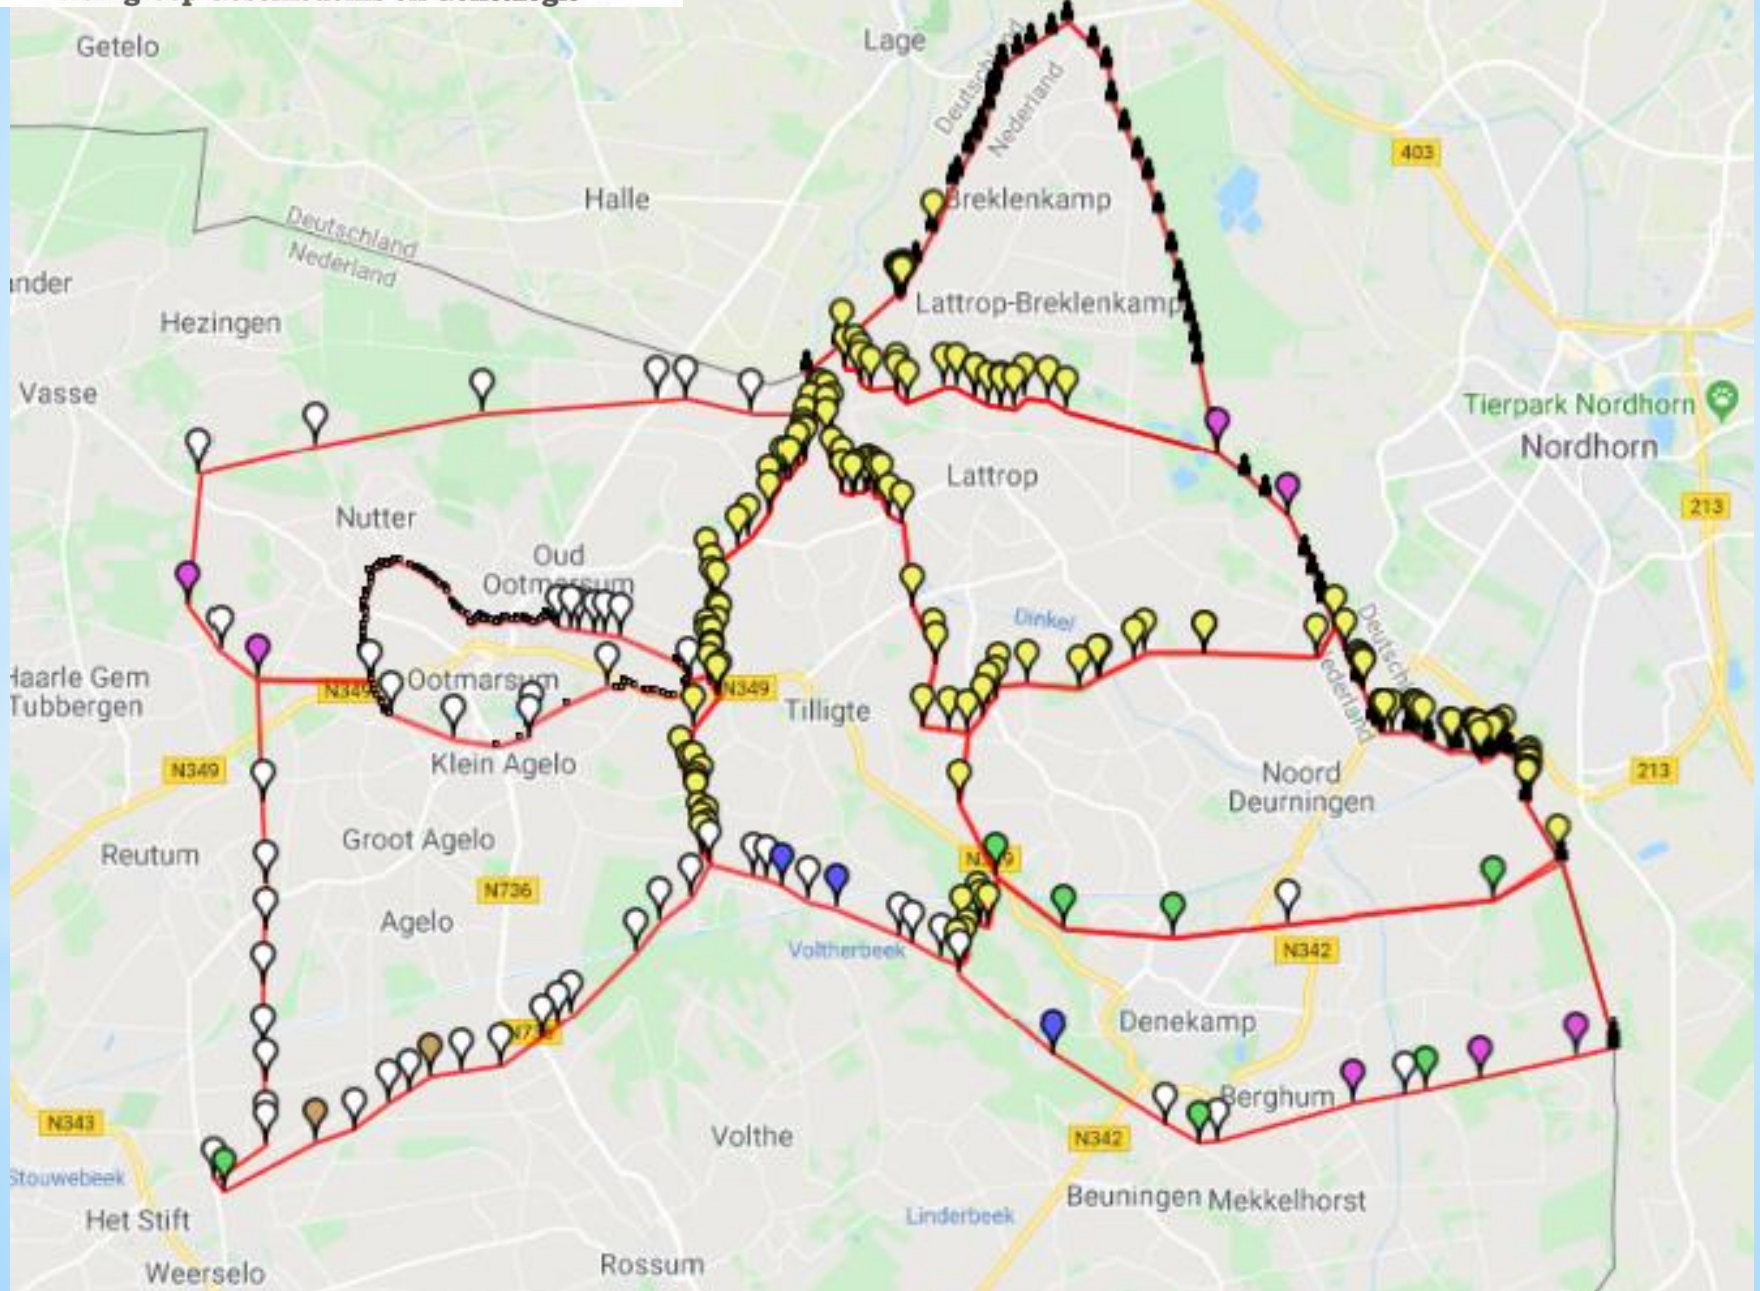 Getelo
Lage
Deutschland
Nederland
403
Halle
Breklenkamp
Deutschland
Nederland
Lattrop-Breklenkamp
Hezingen
Vasse
Tierpark Nordhorn
Nordhorn
Lattrop
213
Nutter
Oud
Ootmarsum
Dinkel
Haarle Gem
Tubbergen
N349
Ootmarsum
N349
Tilligte
Klein Agelo
N349
Noord
Deurningen
213
Groot Agelo
Reutum
N736
Agelo
Voltherbeek
N342
Denekamp
Berghum
N343
Volthe
N342
Stouwebeek
Beuningen
Mekkelhorst
Het Stift
Linderbeek
Rossum
Weerselo